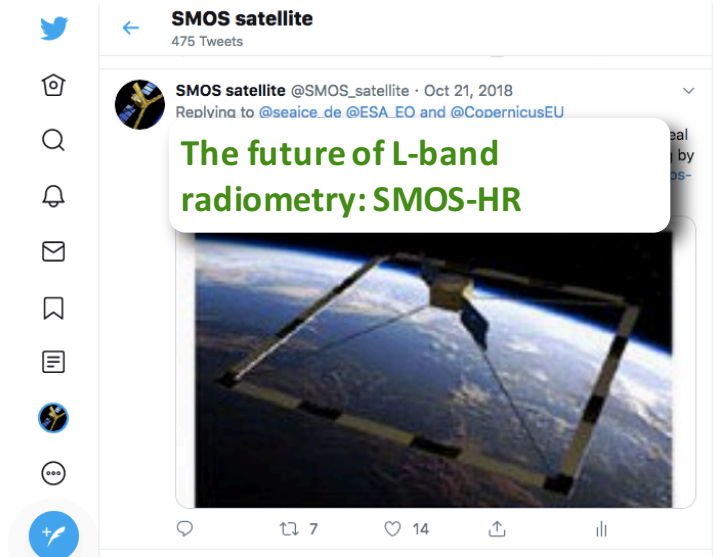 SMOS satellite
475 Tweets
SMOS satellite @SMOS_satellite · Oct 21, 2018
Replying to @seaice_de @ESA_EO and @CopernicusEU
by
The future of L-band
radiometry: SMOS-HR
7
14